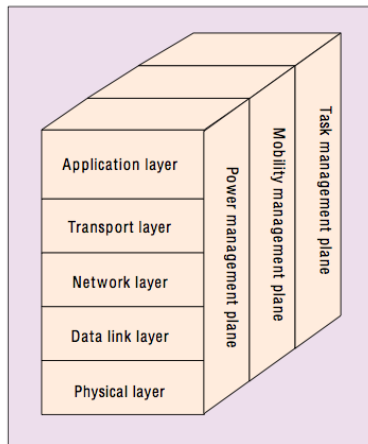 Application layer
Transport layer
Network layer
Data link layer
Physical layer
Power management plane
Mobility management plane
Task management plane